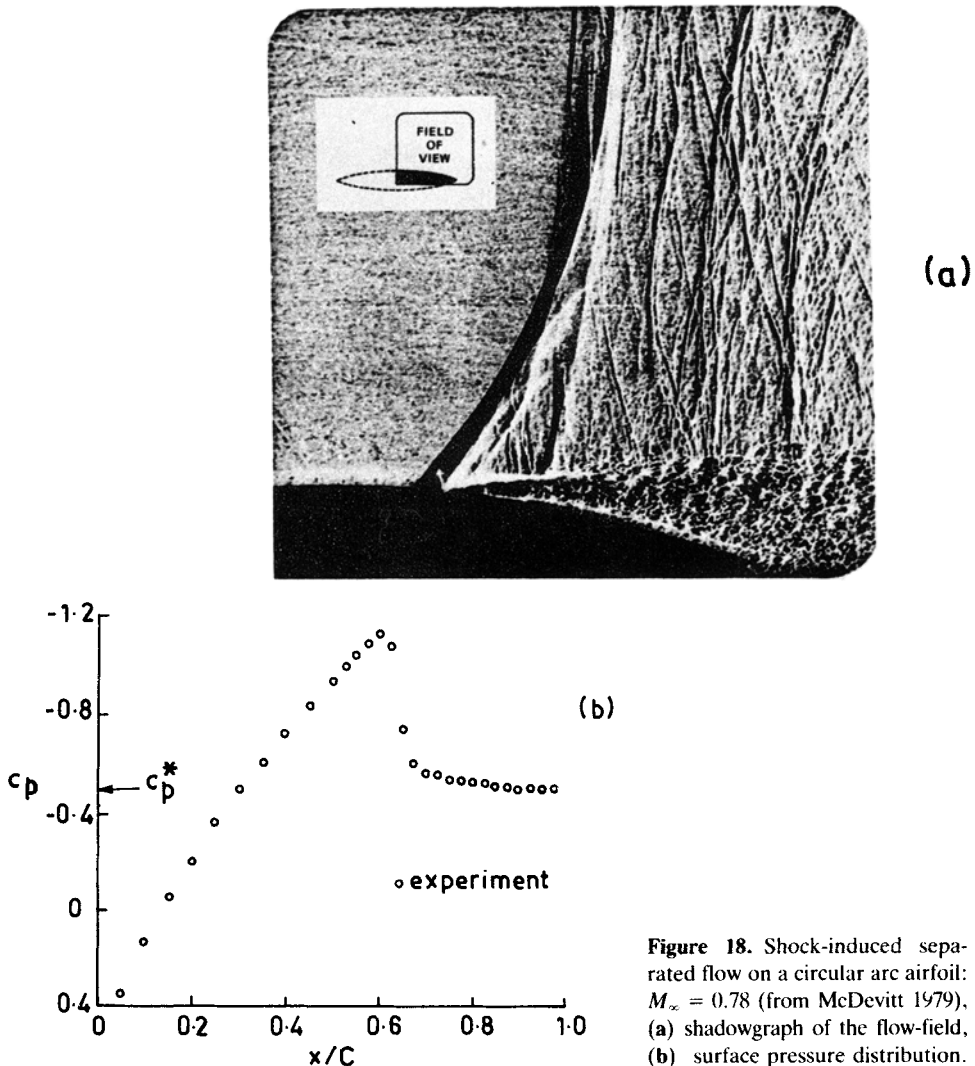 FIELD
OF
VIEW
(a)
-1·2
-0·8
-0·4
0
0·4
cp
cp*
(b)
experiment
0
0·2
0·4
0·6
0·8
1·0
x/C
Figure 18. Shock-induced sepa-
rated flow on a circular arc airfoil:
M∞ = 0.78 (from McDevitt 1979),
(a) shadowgraph of the flow-field,
(b) surface pressure distribution.